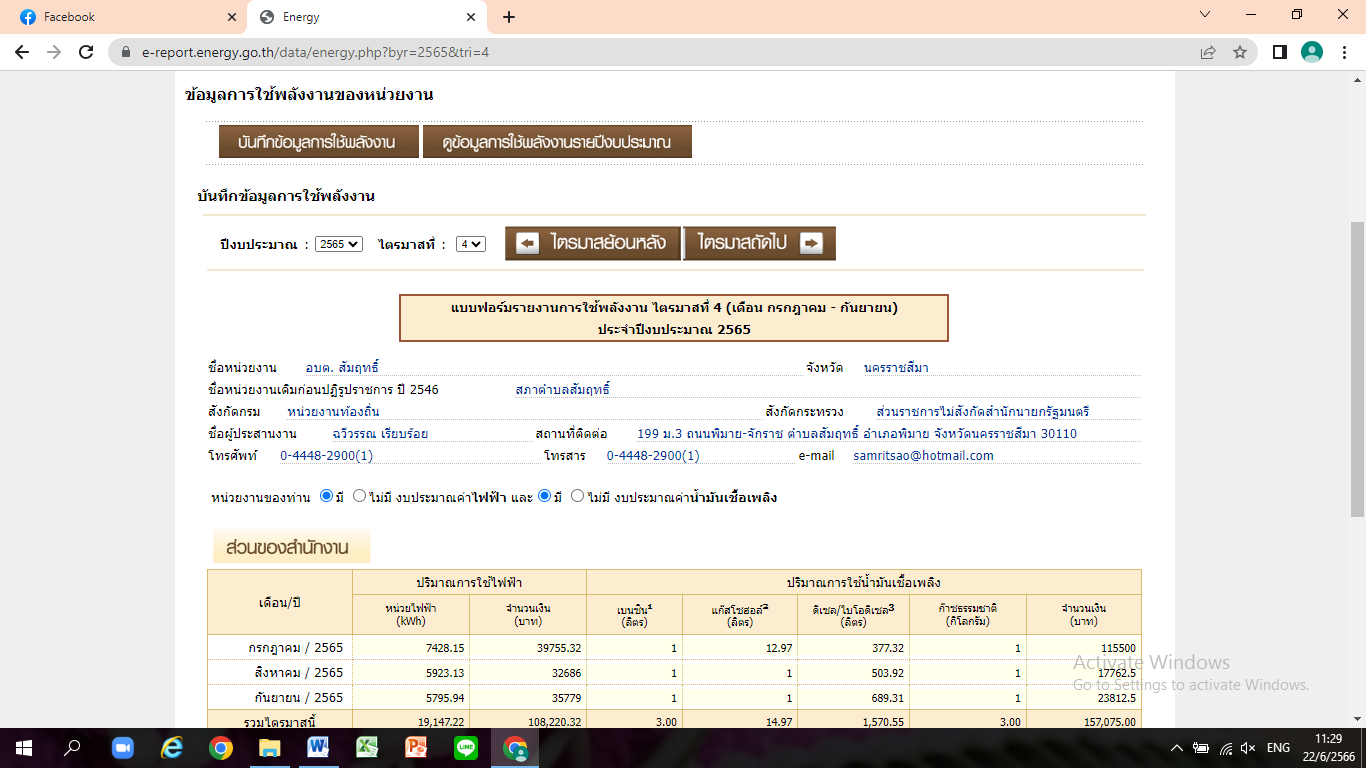 Facebook
Energy
e-report.energy.go.th/data/energy.php?byr=2565&tri=4
ข้อมูลการใช้พลังงานของหน่วยงาน
บันทึกข้อมูลการใช้พลังงาน ดูข้อมูลการใช้พลังงานรายปีงบประมาณ
บันทึกข้อมูลการใช้พลังงาน
ปีงบประมาณ : 2565 ไตรมาสที่ : 4 ไตรมาสย้อนหลัง ไตรมาสถัดไป
แบบฟอร์มรายงานการใช้พลังงาน ไตรมาสที่ 4 (เดือน กรกฎาคม - กันยายน)
ประจำปีงบประมาณ 2565
ชื่อหน่วยงาน อบต. สัมฤทธิ์ จังหวัด นครราชสีมา
ชื่อหน่วยงานเดิมก่อนปฏิรูปราชการ ปี 2546 สภาตำบลสัมฤทธิ์
สังกัดกรม หน่วยงานท้องถิ่น สังกัดกระทรวง ส่วนราชการไม่สังกัดสำนักนายกรัฐมนตรี
ชื่อผู้ประสานงาน ฉวีวรรณ เรียบร้อย สถานที่ติดต่อ 199 ม.3 ถนนพิมาย-จักราช ตำบลสัมฤทธิ์ อำเภอพิมาย จังหวัดนครราชสีมา 30110
โทรศัพท์ 0-4448-2900(1) โทรสาร 0-4448-2900(1) e-mail samritsao@hotmail.com
หน่วยงานของท่าน มี ไม่มี งบประมาณค่าไฟฟ้า และ มี ไม่มี งบประมาณค่าน้ำมันเชื้อเพลิง
ส่วนของสำนักงาน
เดือน/ปี ปริมาณการใช้ไฟฟ้า ปริมาณการใช้น้ำมันเชื้อเพลิง
หน่วยไฟฟ้า (kWh) จำนวนเงิน (บาท) เบนซิน1 (ลิตร) แก๊สโซฮอล์2 (ลิตร) ดีเซล/ไบโอดีเซล3 (ลิตร) ก๊าซธรรมชาติ (กิโลกรัม) จำนวนเงิน (บาท)
กรกฎาคม / 2565 7428.15 39755.32 1 12.97 377.32 1 115500
สิงหาคม / 2565 5923.13 32686 1 1 503.92 1 17762.5
กันยายน / 2565 5795.94 35779 1 1 689.31 1 23812.5
รวมไตรมาสนี้ 19,147.22 108,220.32 3.00 14.97 1,570.55 3.00 157,075.00
Activate Windows
Go to Settings to activate Windows.
ENG
11:29
22/6/2566
LINE